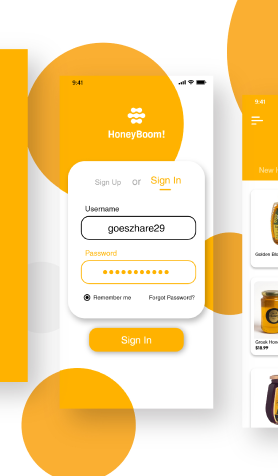 9:41
HoneyBoom!
Sign Up or Sign In
Username
goeszhare29
Password
Remember me Forgot Password?
Sign In
9:41
New
Golden Blo
Greek Hon
$18.99